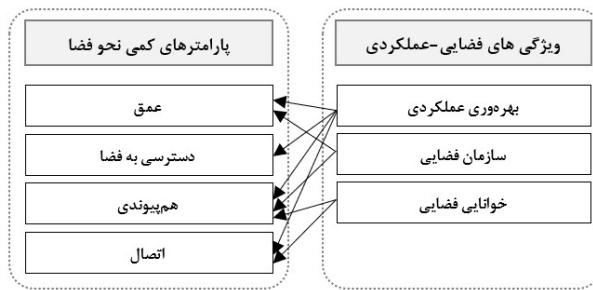 ویژگی های فضایی-عملکردی
بهره‌وری عملکردی
سازمان فضایی
خوانایی فضایی
پارامترهای کمی نحو فضا
عمق
دسترسی به فضا
هم‌پیوندی
اتصال